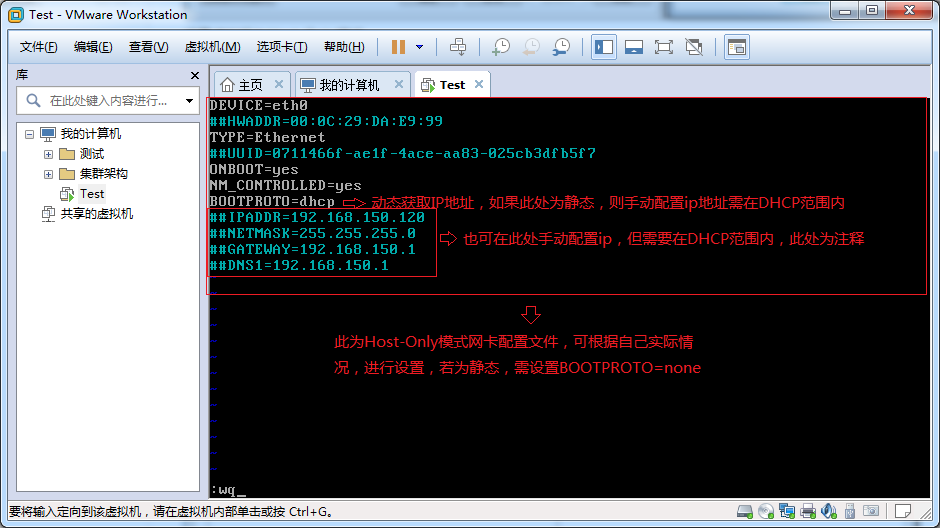 Test - VMware Workstation
文件(F) 编辑(E) 查看(V) 虚拟机(M) 选项卡(T) 帮助(H)
库
在此处键入内容进行...
我的计算机
测试
集群架构
Test
共享的虚拟机
主页 我的计算机 Test
DEVICE=eth0
##HWADDR=00:0C:29:DA:E9:99
TYPE=Ethernet
##UUID=0711466f-ae1f-4ace-aa83-025cb3dfb5f7
ONBOOT=yes
NM_CONTROLLED=yes
BOOTPROTO=dhcp 动态获取IP地址，如果此处为静态，则手动配置ip地址需在DHCP范围内
##IPADDR=192.168.150.120
##NETMASK=255.255.255.0
##GATEWAY=192.168.150.1
##DNS1=192.168.150.1
也可在此处手动配置ip，但需要在DHCP范围内，此处为注释
此为Host-Only模式网卡配置文件，可根据自己实际情
况，进行设置，若为静态，需设置BOOTPROTO=none
:wq_
要将输入定向到该虚拟机，请在虚拟机内部单击或按 Ctrl+G。